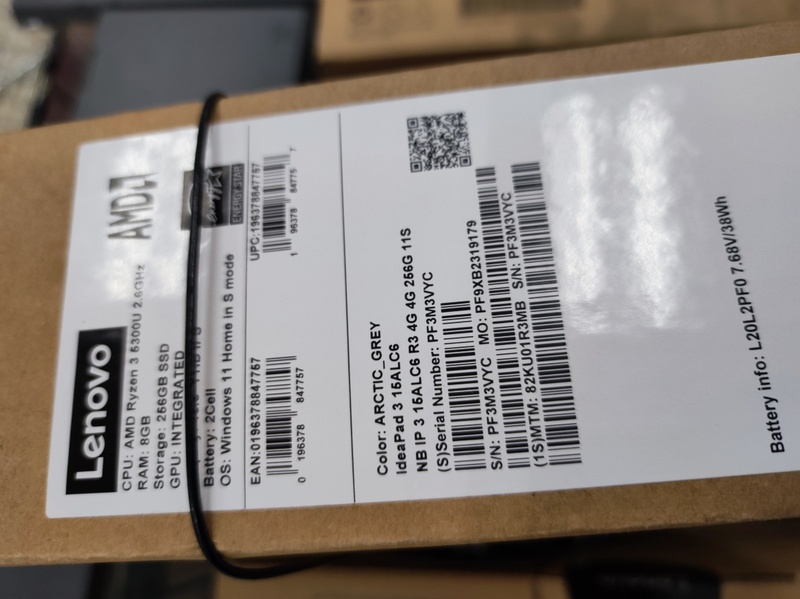 Lenovo
AMD
CPU: AMD Ryzen 3 5300U 2.6GHz
RAM: 8GB
Storage: 256GB SSD
GPU: INTEGRATED
Battery: 2Cell
OS: Windows 11 Home in S mode
ENERGY STAR
EAN:0196378847757
0 196378 847757
UPC:196378847757
1 96378 84775 7
Color: ARCTIC_GREY
IdeaPad 3 15ALC6
NB IP 3 15ALC6 R3 4G 4G 256G 11S
(S)Serial Number: PF3M3VYC
S/N: PF3M3VYC MO: PF9XB2319179
(1S)MTM: 82KU01R3MB S/N: PF3M3VYC
Battery info: L20L2PF0 7.68V/38Wh